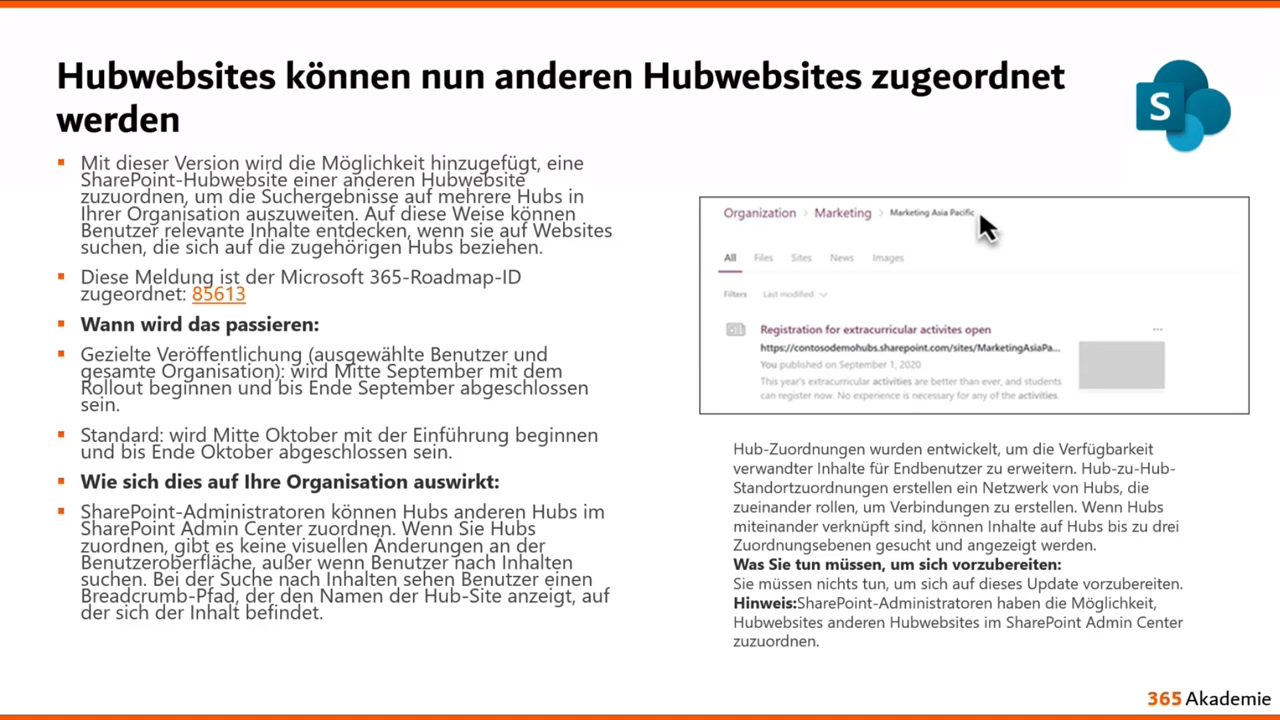 Hubwebsites können nun anderen Hubwebsites zugeordnet
werden
S
Mit dieser Version wird die Möglichkeit hinzugefügt, eine
SharePoint-Hubwebsite einer anderen Hubwebsite
zuzuordnen, um die Suchergebnisse auf mehrere Hubs in
Ihrer Organisation auszuweiten. Auf diese Weise können
Benutzer relevante Inhalte entdecken, wenn sie auf Websites
suchen, die sich auf die zugehörigen Hubs beziehen.
Diese Meldung ist der Microsoft 365-Roadmap-ID
zugeordnet: 85613
Wann wird das passieren:
Gezielte Veröffentlichung (ausgewählte Benutzer und
gesamte Organisation): wird Mitte September mit dem
Rollout beginnen und bis Ende September abgeschlossen
sein.
Standard: wird Mitte Oktober mit der Einführung beginnen
und bis Ende Oktober abgeschlossen sein.
Wie sich dies auf Ihre Organisation auswirkt:
SharePoint-Administratoren können Hubs anderen Hubs im
SharePoint Admin Center zuordnen. Wenn Sie Hubs
zuordnen, gibt es keine visuellen Änderungen an der
Benutzeroberfläche, außer wenn Benutzer nach Inhalten
suchen. Bei der Suche nach Inhalten sehen Benutzer einen
Breadcrumb-Pfad, der den Namen der Hub-Site anzeigt, auf
der sich der Inhalt befindet.
Organization > Marketing > Marketing Asia Pacific
All Files Sites News Images
Filters Last modified
Registration for extracurricular activites open ...
https://contosodemohubs.sharepoint.com/sites/MarketingAsiaPa...
You published on September 1, 2020
This year's extracurricular activities are better than ever, and students
can register now. No experience is necessary for any of the activities.
Hub-Zuordnungen wurden entwickelt, um die Verfügbarkeit
verwandter Inhalte für Endbenutzer zu erweitern. Hub-zu-Hub-
Standortzuordnungen erstellen ein Netzwerk von Hubs, die
zueinander rollen, um Verbindungen zu erstellen. Wenn Hubs
miteinander verknüpft sind, können Inhalte auf Hubs bis zu drei
Zuordnungsebenen gesucht und angezeigt werden.
Was Sie tun müssen, um sich vorzubereiten:
Sie müssen nichts tun, um sich auf dieses Update vorzubereiten.
Hinweis:SharePoint-Administratoren haben die Möglichkeit,
Hubwebsites anderen Hubwebsites im SharePoint Admin Center
zuzuordnen.
365 Akademie